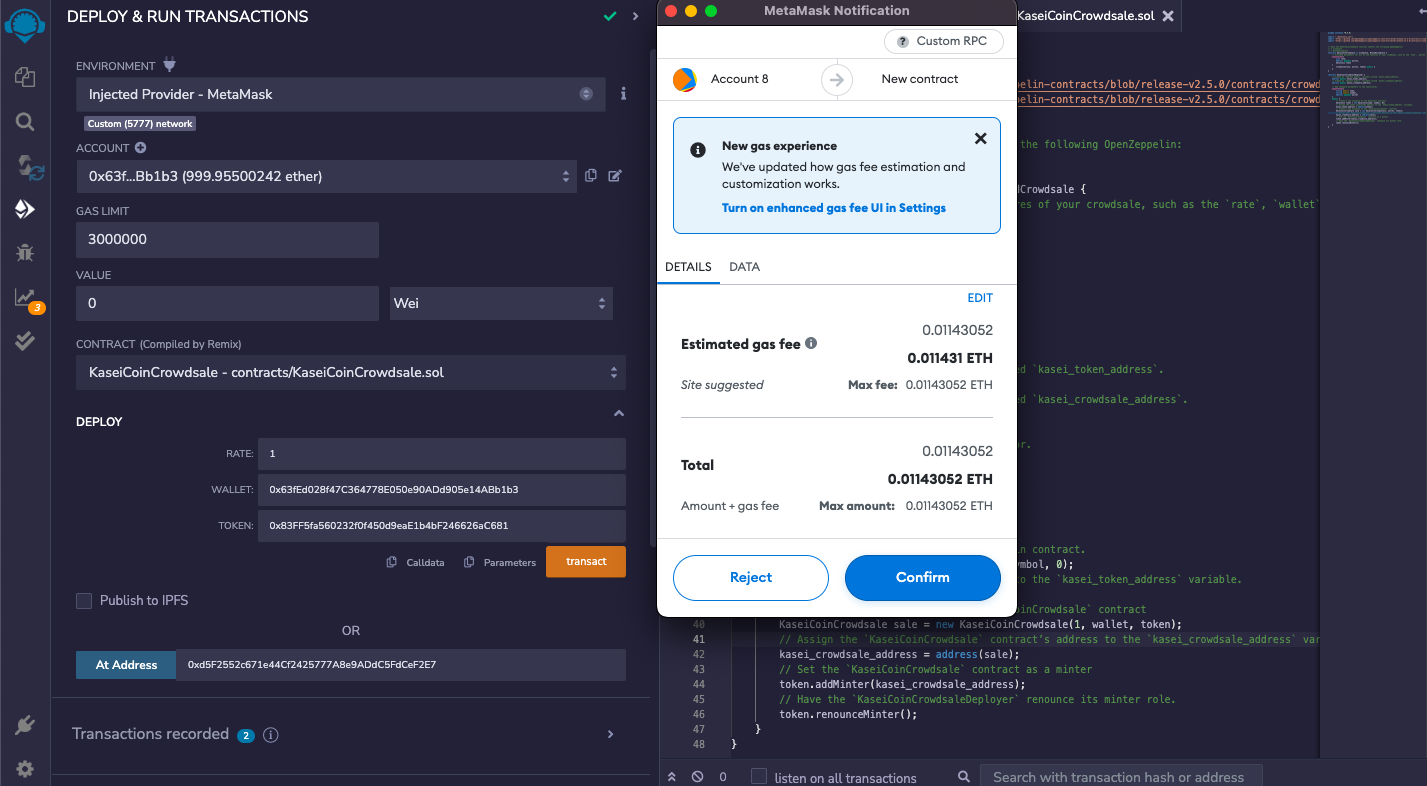 DEPLOY & RUN TRANSACTIONS
ENVIRONMENT
Injected Provider - MetaMask
Custom (5777) network
ACCOUNT
0x63f...Bb1b3 (999.95500242 ether)
GAS LIMIT
3000000
VALUE
0
Wei
3
CONTRACT (Compiled by Remix)
KaseiCoinCrowdsale - contracts/KaseiCoinCrowdsale.sol
DEPLOY
RATE:
1
WALLET:
0x63fEd028f47C364778E050e90ADd905e14ABb1b3
TOKEN:
0x83FF5fa560232f0f450d9eaE1b4bF246626aC681
Calldata
Parameters
transact
Publish to IPFS
OR
At Address
0xd5F2552c671e44Cf2425777A8e9ADdC5FdCeF2E7
Transactions recorded 2 i
MetaMask Notification
? Custom RPC
Account 8
New contract
New gas experience
We've updated how gas fee estimation and
customization works.
Turn on enhanced gas fee UI in Settings
DETAILS
DATA
EDIT
0.01143052
Estimated gas fee
0.011431 ETH
Site suggested
Max fee: 0.01143052 ETH
0.01143052
Total
0.01143052 ETH
Amount + gas fee
Max amount: 0.01143052 ETH
Reject
Confirm
KaseiCoinCrowdsale.sol
pelin-contracts/blob/release-v2.5.0/contracts/crowd
pelin-contracts/blob/release-v2.5.0/contracts/crowd
the following OpenZeppelin:
dCrowdsale {
res of your crowdsale, such as the `rate`, `wallet`
ed `kasei_token_address`.
ed `kasei_crowdsale_address`.
or.
in contract.
ymbol, 0);
to the `kasei_token_address` variable.
oinCrowdsale` contract
40 KaseiCoinCrowdsale sale = new KaseiCoinCrowdsale(1, wallet, token);
41 // Assign the `KaseiCoinCrowdsale` contract's address to the `kasei_crowdsale_address` var
42 kasei_crowdsale_address = address(sale);
43 // Set the `KaseiCoinCrowdsale` contract as a minter
44 token.addMinter(kasei_crowdsale_address);
45 // Have the `KaseiCoinCrowdsaleDeployer` renounce its minter role.
46 token.renounceMinter();
47 }
48 }
0
listen on all transactions
Search with transaction hash or address